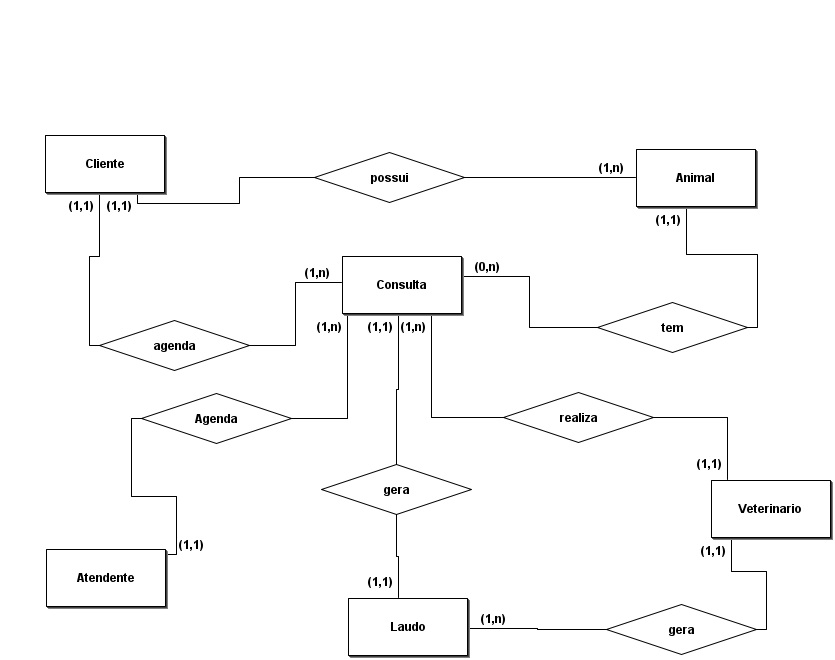 Cliente
possui
(1,n)
Animal
(1,1)
(1,1)
(1,1)
(1,n)
Consulta
(0,n)
(1,n)
(1,1)
(1,n)
tem
agenda
Agenda
realiza
(1,1)
gera
Veterinario
(1,1)
(1,1)
Atendente
(1,1)
Laudo
(1,n)
gera